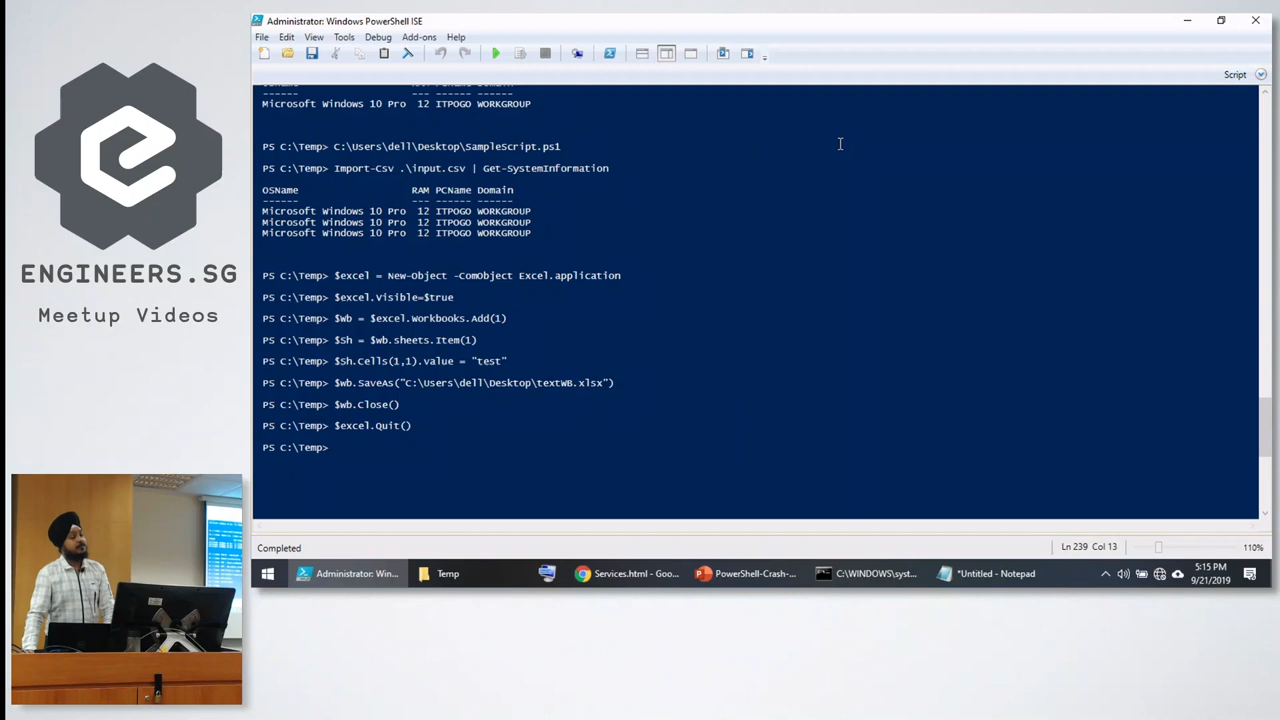 Administrator: Windows PowerShell ISE
File Edit View Tools Debug Add-ons Help
Script
------ --- ------ ------
Microsoft Windows 10 Pro 12 ITPOGO WORKGROUP
PS C:\Temp> C:\Users\dell\Desktop\SampleScript.ps1
PS C:\Temp> Import-Csv .\input.csv | Get-SystemInformation
OSName RAM PCName Domain
------ --- ------ ------
Microsoft Windows 10 Pro 12 ITPOGO WORKGROUP
Microsoft Windows 10 Pro 12 ITPOGO WORKGROUP
Microsoft Windows 10 Pro 12 ITPOGO WORKGROUP
PS C:\Temp> $excel = New-Object -ComObject Excel.application
PS C:\Temp> $excel.Visible=$true
PS C:\Temp> $Wb = $excel.Workbooks.Add(1)
PS C:\Temp> $Sh = $wb.sheets.Item(1)
PS C:\Temp> $Sh.Cells(1,1).value = "test"
PS C:\Temp> $wb.SaveAs("C:\Users\dell\Desktop\textWB.xlsx")
PS C:\Temp> $wb.Close()
PS C:\Temp> $excel.Quit()
PS C:\Temp>
Completed
Ln 239 Col 13
110%
Administrator: Win...
Temp
Services.html - Goo...
PowerShell-Crash-...
C:\WINDOWS\syst...
*Untitled - Notepad
5:15 PM
9/21/2019
ENGINEERS.SG
Meetup Videos